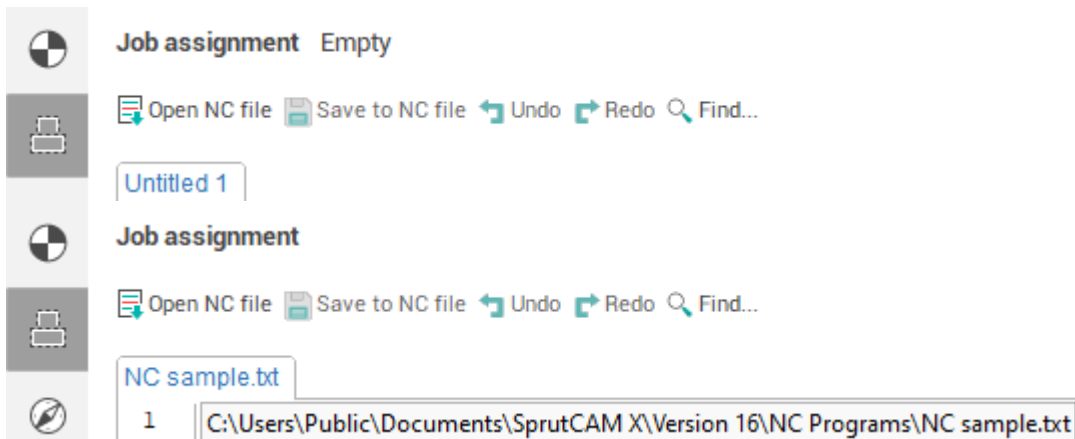 Job assignment Empty
Open NC file Save to NC file Undo Redo Find...
Untitled 1
Job assignment
Open NC file Save to NC file Undo Redo Find...
NC sample.txt
1 C:\Users\Public\Documents\SprutCAM X\Version 16\NC Programs\NC sample.txt